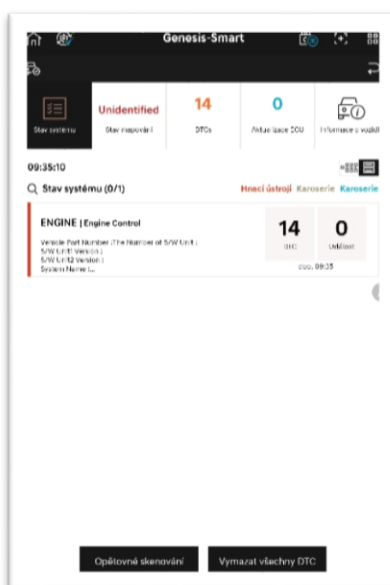 Genesis-Smart
Unidentified
14
0
Stav systému
Stav mapování
DTCs
Aktualizace ECU
Informace o vozidle
09:35:10
Stav systému (0/1)
Hnací ústrojí Karoserie Karoserie
ENGINE | Engine Control
14
0
Vehicle Part Number :The Number of S/W Unit :
DTC
Událost
S/W Unit1 Version :
S/W Unit2 Version :
System Name :...
09:35
Opětovné skenování
Vymazat všechny DTC